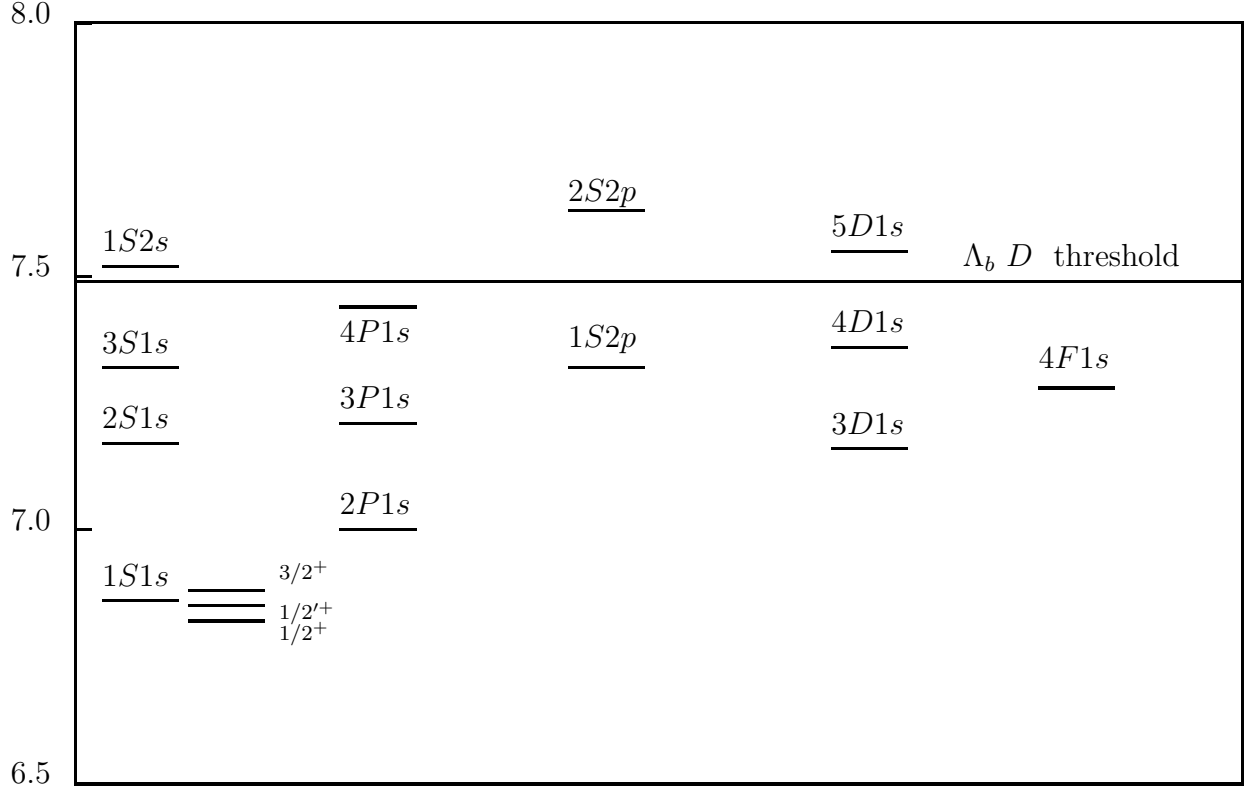 8.0
2S2p
5D1s
1S2s
Λ_b D threshold
7.5
3S1s
4P1s
1S2p
4D1s
4F1s
3P1s
2S1s
3D1s
2P1s
7.0
1S1s
3/2⁺
1/2′⁺
1/2⁺
6.5